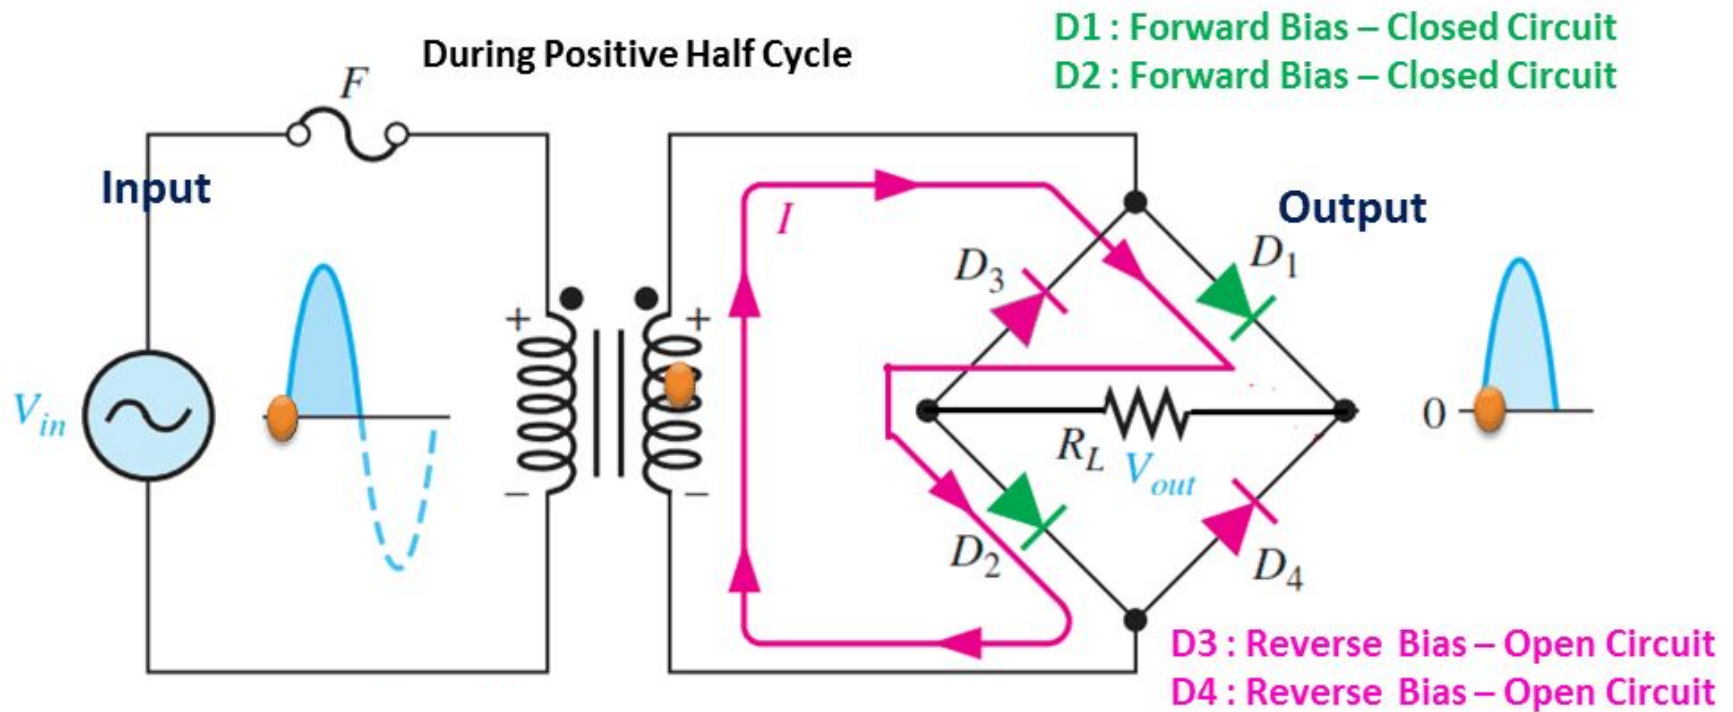 D1 : Forward Bias – Closed Circuit
During Positive Half Cycle
D2 : Forward Bias – Closed Circuit
F
Input
Output
I
D1
D3
+
+
Vin
0
RL
Vout
–
–
D2
D4
D3 : Reverse Bias – Open Circuit
D4 : Reverse Bias – Open Circuit